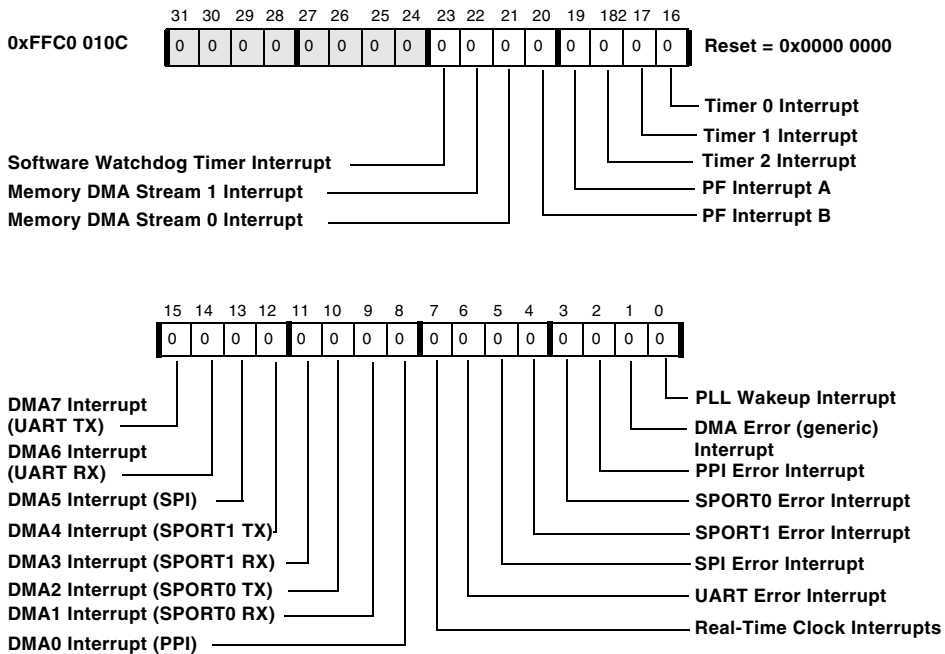 31 30 29 28 27 26 25 24 23 22 21 20 19 182 17 16
0xFFC0 010C 0 0 0 0 0 0 0 0 0 0 0 0 0 0 0 0 Reset = 0x0000 0000
Timer 0 Interrupt
Timer 1 Interrupt
Software Watchdog Timer Interrupt Timer 2 Interrupt
Memory DMA Stream 1 Interrupt PF Interrupt A
Memory DMA Stream 0 Interrupt PF Interrupt B
15 14 13 12 11 10 9 8 7 6 5 4 3 2 1 0
0 0 0 0 0 0 0 0 0 0 0 0 0 0 0 0
DMA7 Interrupt
(UART TX)
DMA6 Interrupt
(UART RX)
DMA5 Interrupt (SPI)
DMA4 Interrupt (SPORT1 TX)
DMA3 Interrupt (SPORT1 RX)
DMA2 Interrupt (SPORT0 TX)
DMA1 Interrupt (SPORT0 RX)
DMA0 Interrupt (PPI)
PLL Wakeup Interrupt
DMA Error (generic)
Interrupt
PPI Error Interrupt
SPORT0 Error Interrupt
SPORT1 Error Interrupt
SPI Error Interrupt
UART Error Interrupt
Real-Time Clock Interrupts